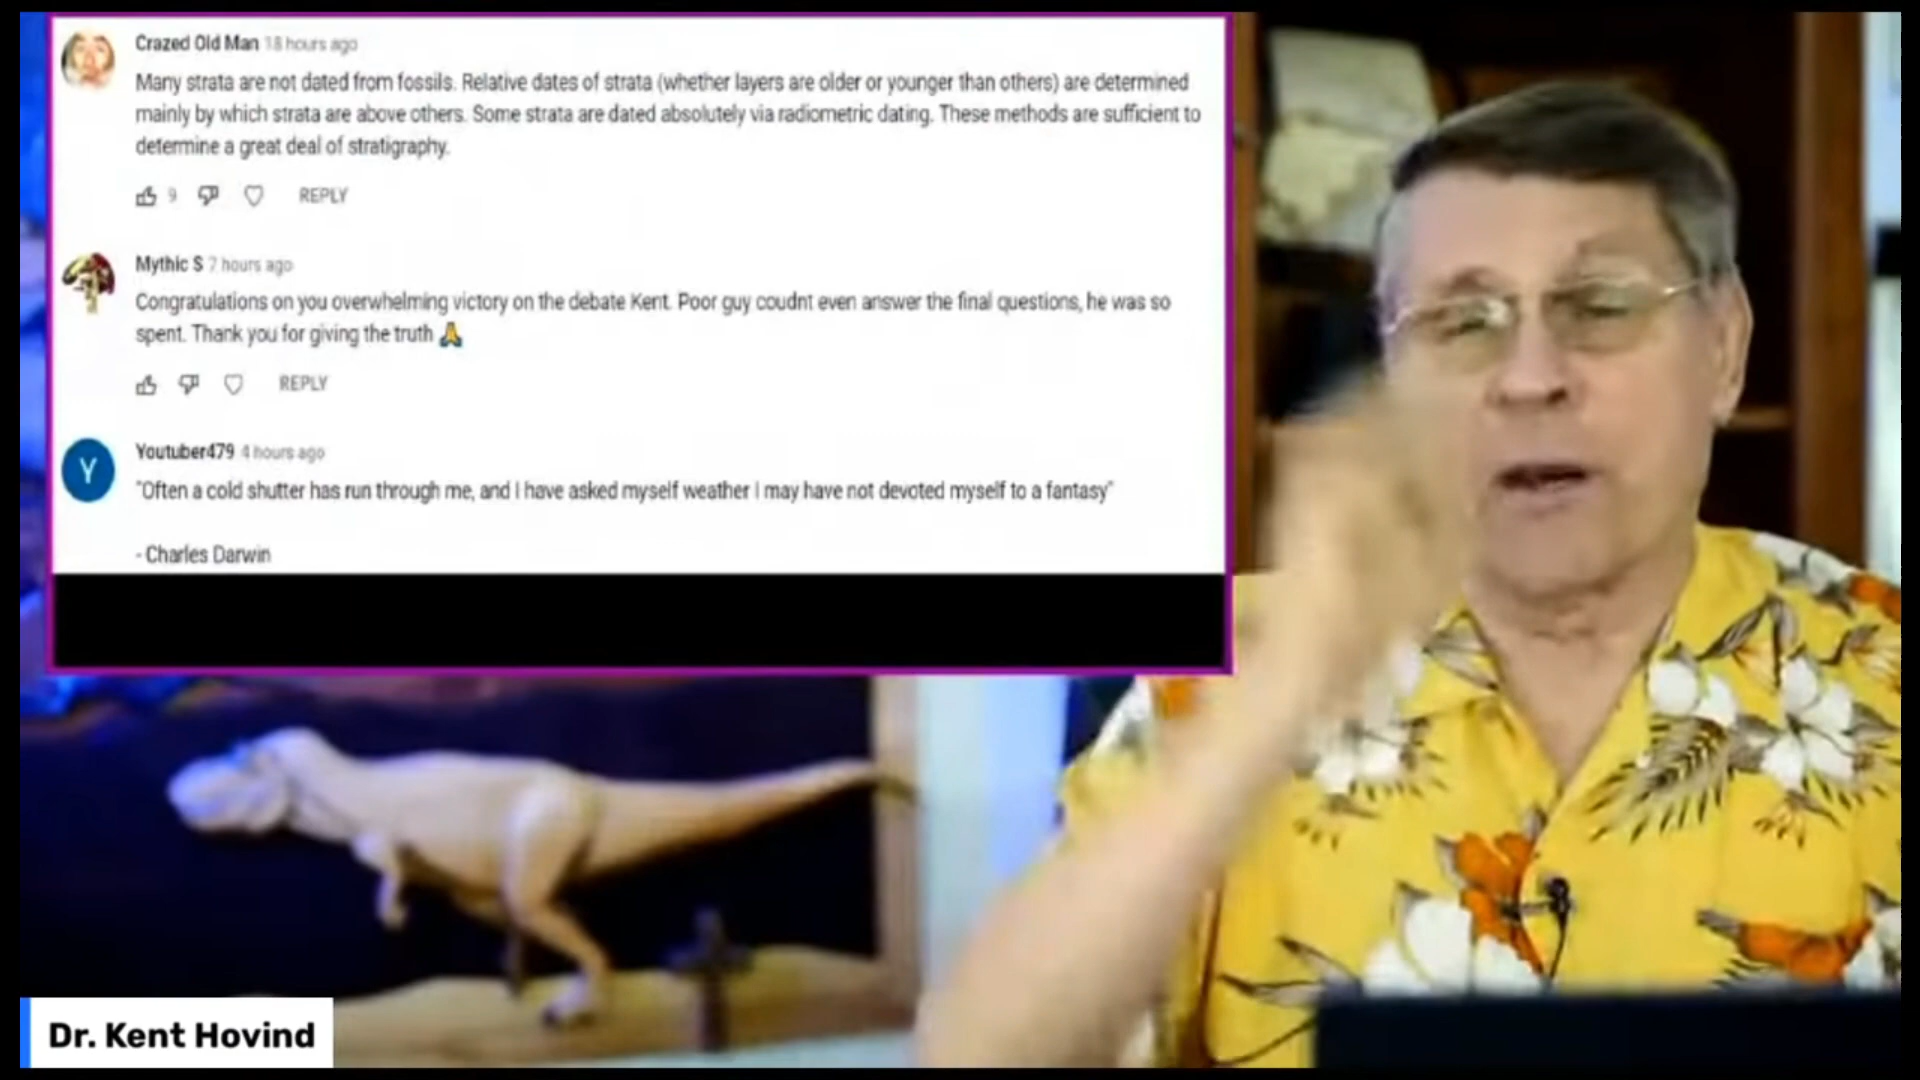 Crazed Old Man 18 hours ago
Many strata are not dated from fossils. Relative dates of strata (whether layers are older or younger than others) are determined
mainly by which strata are above others. Some strata are dated absolutely via radiometric dating. These methods are sufficient to
determine a great deal of stratigraphy.
9 REPLY
Mythic S 7 hours ago
Congratulations on you overwhelming victory on the debate Kent. Poor guy coudnt even answer the final questions, he was so
spent. Thank you for giving the truth 🙏
REPLY
Y
Youtuber479 4 hours ago
"Often a cold shutter has run through me, and I have asked myself weather I may have not devoted myself to a fantasy"
- Charles Darwin
Dr. Kent Hovind